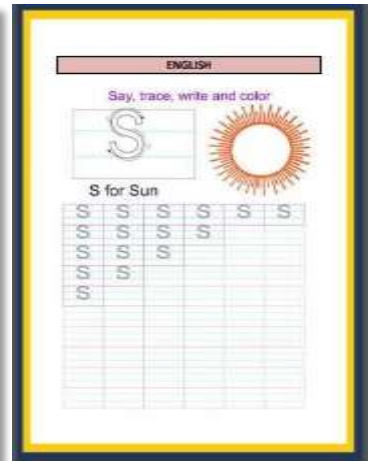 ENGLISH
Say, trace, write and color
S
S for Sun
S S S S S S
S S S S
S S S
S S
S